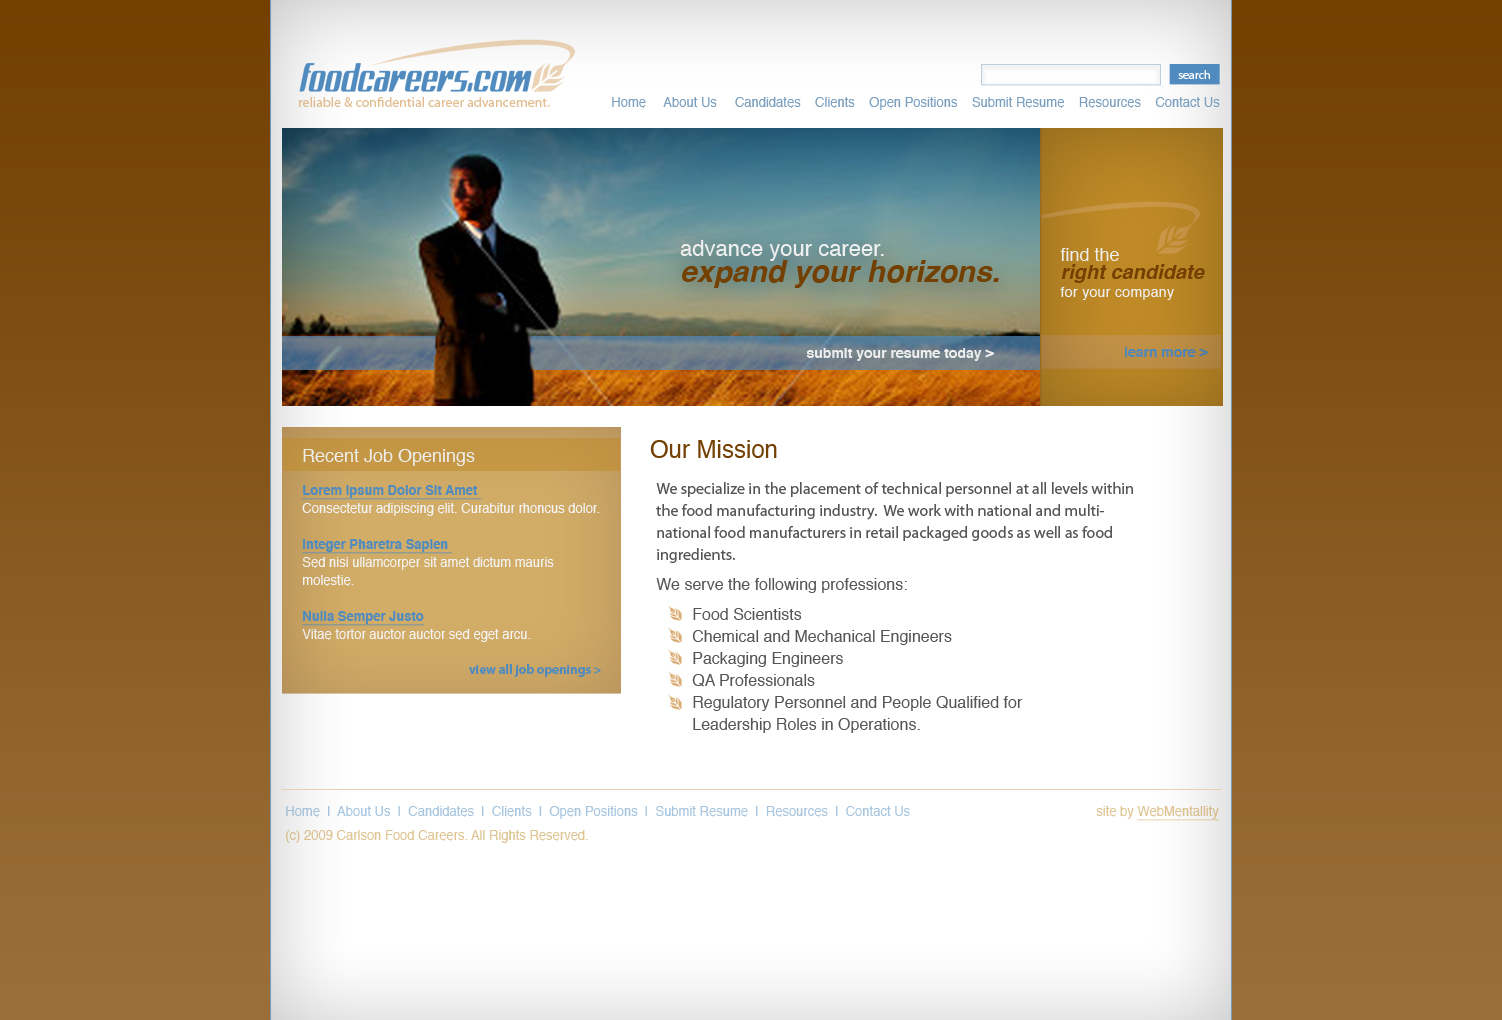 foodcareers.com
reliable & confidential career advancement.
search
Home About Us Candidates Clients Open Positions Submit Resume Resources Contact Us
advance your career.
expand your horizons.
submit your resume today >
find the
right candidate
for your company
learn more >
Recent Job Openings
Lorem Ipsum Dolor Sit Amet
Consectetur adipiscing elit. Curabitur rhoncus dolor.
Integer Pharetra Sapien
Sed nisi ullamcorper sit amet dictum mauris
molestie.
Nulla Semper Justo
Vitae tortor auctor auctor sed eget arcu.
view all job openings >
Our Mission
We specialize in the placement of technical personnel at all levels within
the food manufacturing industry. We work with national and multi-
national food manufacturers in retail packaged goods as well as food
ingredients.
We serve the following professions:
Food Scientists
Chemical and Mechanical Engineers
Packaging Engineers
QA Professionals
Regulatory Personnel and People Qualified for
Leadership Roles in Operations.
Home | About Us | Candidates | Clients | Open Positions | Submit Resume | Resources | Contact Us
site by WebMentallity
(c) 2009 Carlson Food Careers. All Rights Reserved.